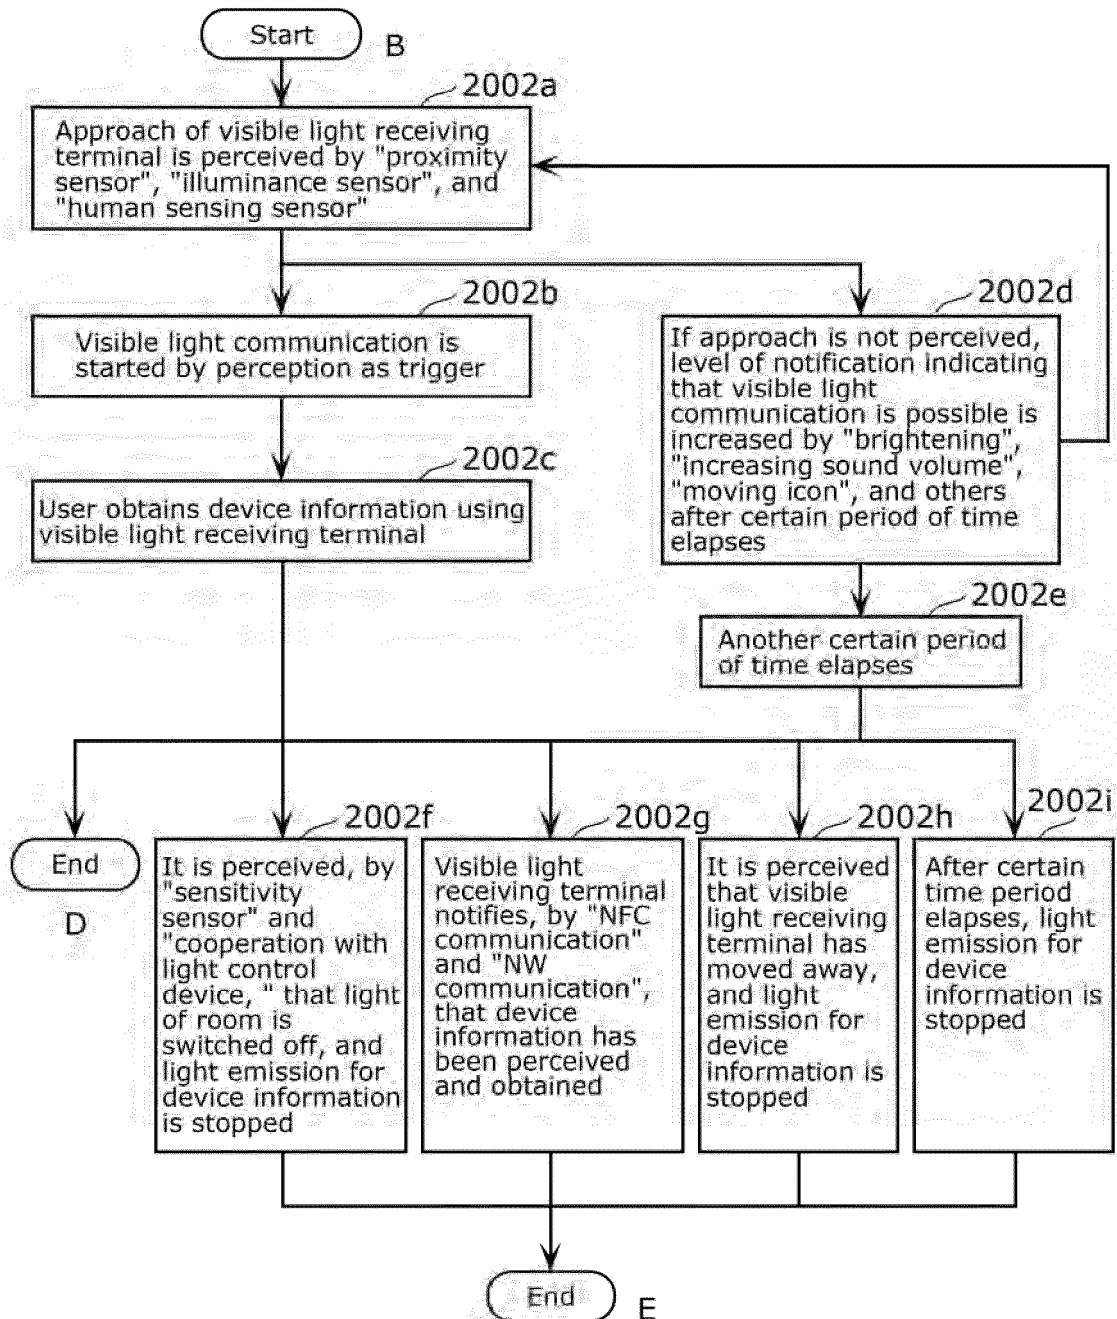 Start
B
2002a
Approach of visible light receiving
terminal is perceived by "proximity
sensor", "illuminance sensor", and
"human sensing sensor"
2002b
Visible light communication is
started by perception as trigger
2002c
User obtains device information using
visible light receiving terminal
2002d
If approach is not perceived,
level of notification indicating
that visible light
communication is possible is
increased by "brightening",
"increasing sound volume",
"moving icon", and others
after certain period of time
elapses
2002e
Another certain period
of time elapses
End
D
2002f
It is perceived, by
"sensitivity
sensor" and
"cooperation with
light control
device, " that light
of room is
switched off, and
light emission for
device information
is stopped
2002g
Visible light
receiving terminal
notifies, by "NFC
communication"
and "NW
communication",
that device
information has
been perceived
and obtained
2002h
It is perceived
that visible
light receiving
terminal has
moved away,
and light
emission for
device
information is
stopped
2002i
After certain
time period
elapses, light
emission for
device
information is
stopped
End
E